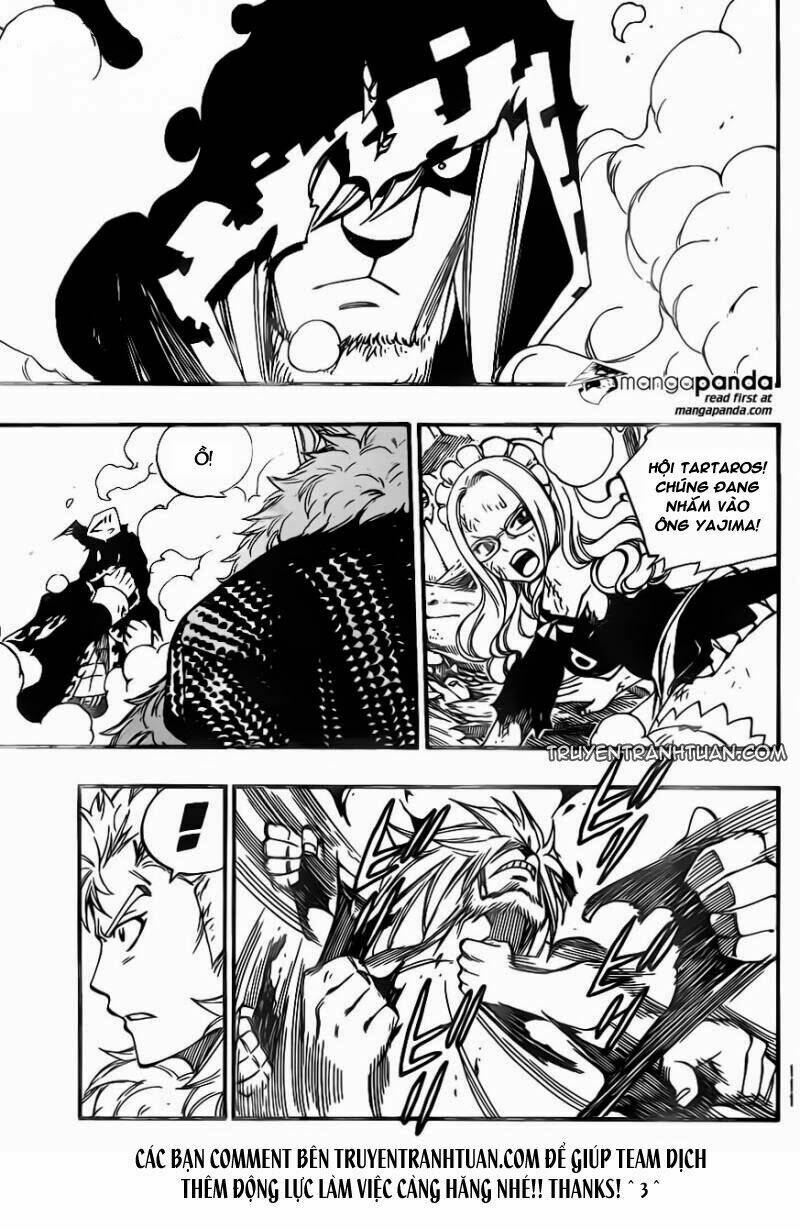 mangapanda
read first at
mangapanda.com
HỘI TARTAROS!
CHÚNG ĐANG
NHẮM VÀO
ÔNG YAJIMA!
Ồ!
TRUYENTRANHTUAN.COM
!
CÁC BẠN COMMENT BÊN TRUYENTRANHTUAN.COM ĐỂ GIÚP TEAM DỊCH
THÊM ĐỘNG LỰC LÀM VIỆC CÀNG HĂNG NHÉ!! THANKS! ^3^